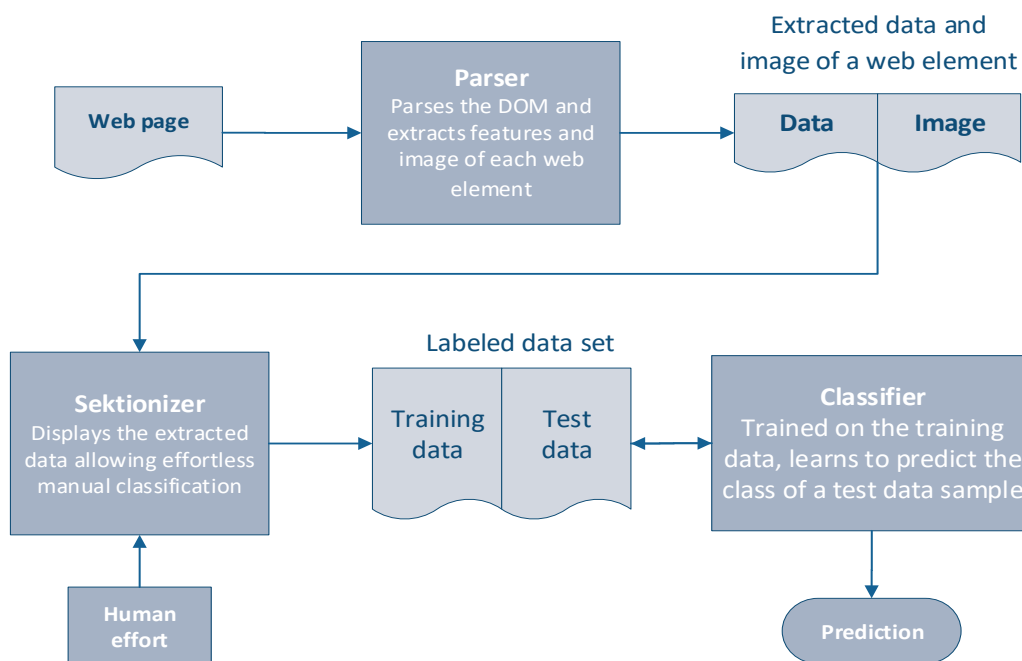 Extracted data and
image of a web element
Web page
Parser
Parses the DOM and
extracts features and
image of each web
element
Data
Image
Sektionizer
Displays the extracted
data allowing effortless
manual classification
Labeled data set
Training
data
Test
data
Classifier
Trained on the training
data, learns to predict the
class of a test data sample
Human
effort
Prediction